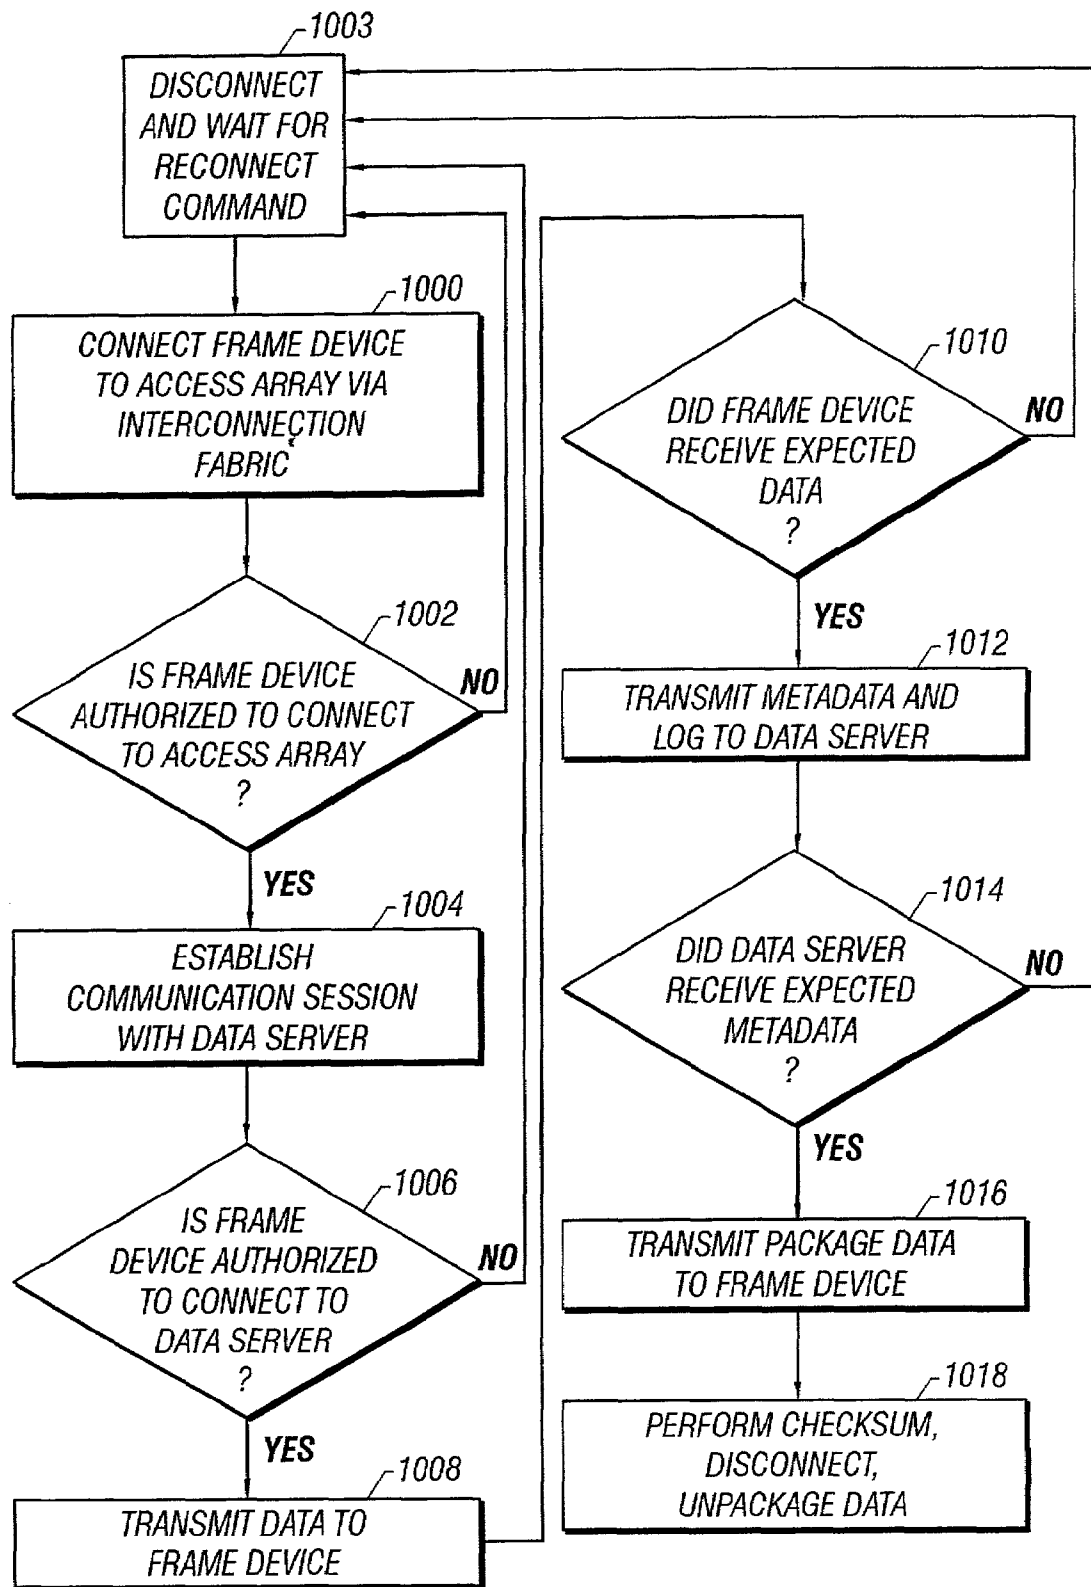 1003
DISCONNECT
AND WAIT FOR
RECONNECT
COMMAND
1000
CONNECT FRAME DEVICE
TO ACCESS ARRAY VIA
INTERCONNECTION
FABRIC
1002
IS FRAME DEVICE
AUTHORIZED TO CONNECT
TO ACCESS ARRAY
?
NO
YES
1004
ESTABLISH
COMMUNICATION SESSION
WITH DATA SERVER
1006
IS FRAME
DEVICE AUTHORIZED
TO CONNECT TO
DATA SERVER
?
NO
YES
1008
TRANSMIT DATA TO
FRAME DEVICE
1010
DID FRAME DEVICE
RECEIVE EXPECTED
DATA
?
NO
YES
1012
TRANSMIT METADATA AND
LOG TO DATA SERVER
1014
DID DATA SERVER
RECEIVE EXPECTED
METADATA
?
NO
YES
1016
TRANSMIT PACKAGE DATA
TO FRAME DEVICE
1018
PERFORM CHECKSUM,
DISCONNECT,
UNPACKAGE DATA